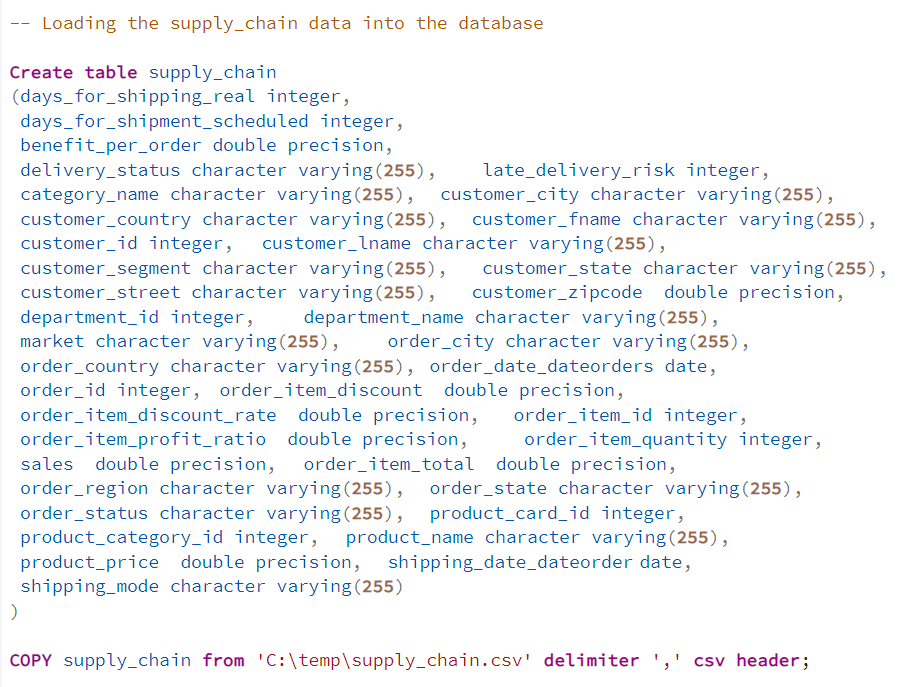 -- Loading the supply_chain data into the database
Create table supply_chain
(days_for_shipping_real integer,
days_for_shipment_scheduled integer,
benefit_per_order double precision,
delivery_status character varying(255),    late_delivery_risk integer,
category_name character varying(255),  customer_city character varying(255),
customer_country character varying(255),  customer_fname character varying(255),
customer_id integer,  customer_lname character varying(255),
customer_segment character varying(255),   customer_state character varying(255),
customer_street character varying(255),   customer_zipcode  double precision,
department_id integer,    department_name character varying(255),
market character varying(255),    order_city character varying(255),
order_country character varying(255), order_date_dateorders date,
order_id integer, order_item_discount  double precision,
order_item_discount_rate  double precision,   order_item_id integer,
order_item_profit_ratio  double precision,     order_item_quantity integer,
sales  double precision,  order_item_total  double precision,
order_region character varying(255),  order_state character varying(255),
order_status character varying(255),  product_card_id integer,
product_category_id integer,  product_name character varying(255),
product_price  double precision,  shipping_date_dateorder date,
shipping_mode character varying(255)
)
COPY supply_chain from 'C:\temp\supply_chain.csv' delimiter ',' csv header;